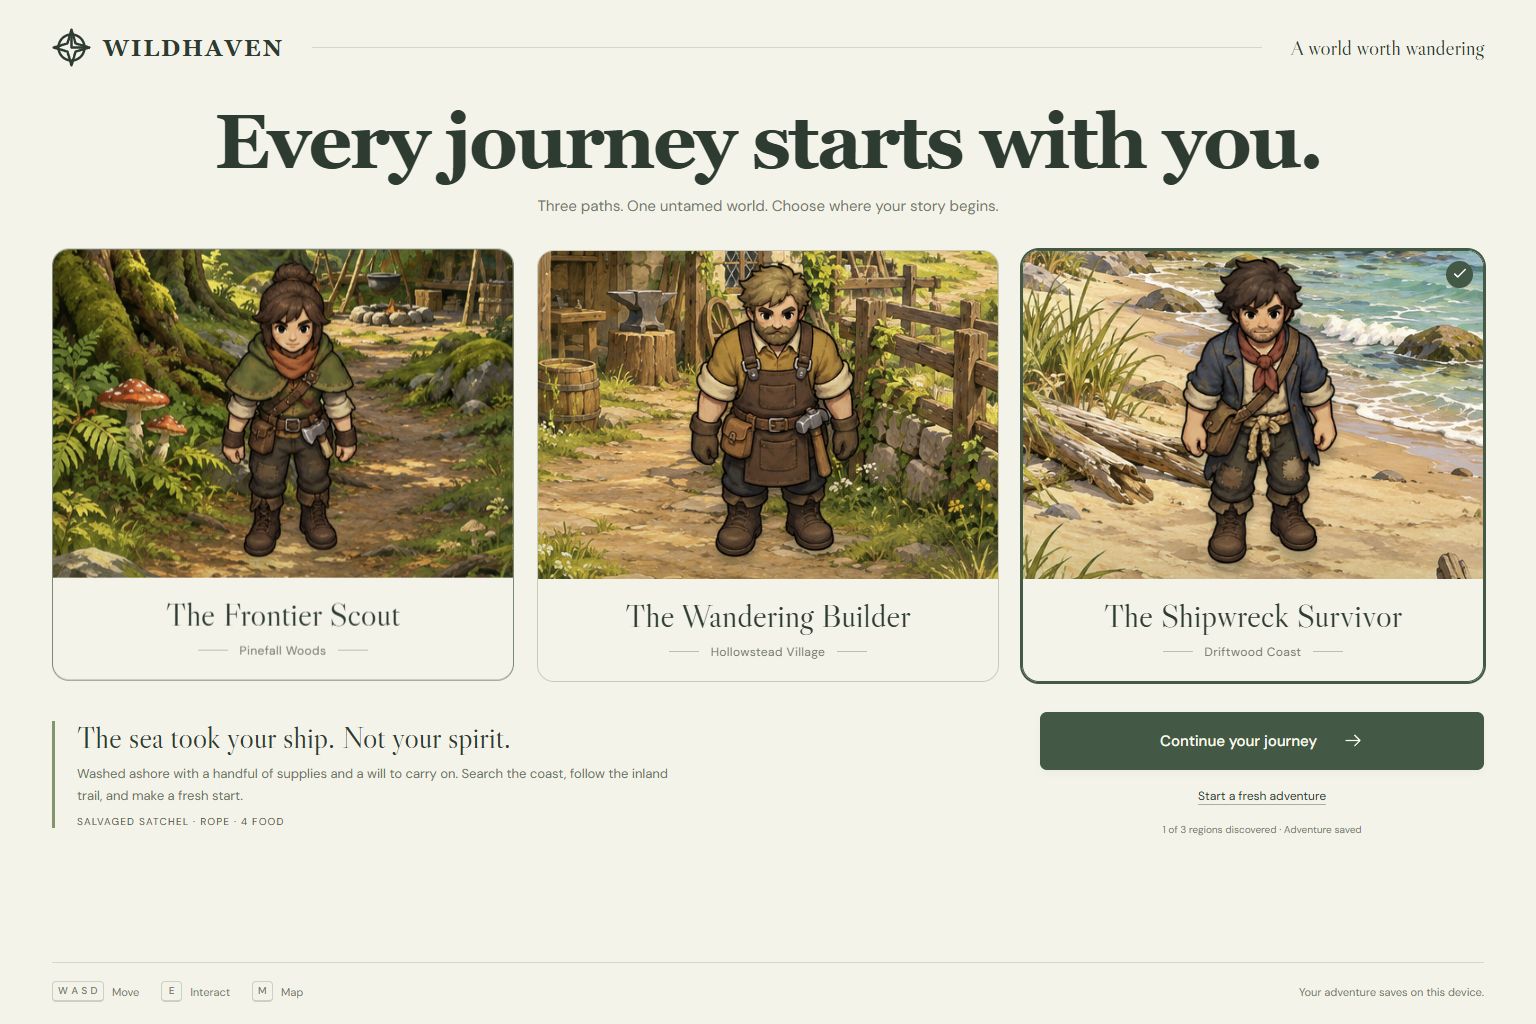 WILDHAVEN
A world worth wandering
Every journey starts with you.
Three paths. One untamed world. Choose where your story begins.
The Frontier Scout
Pinefall Woods
The Wandering Builder
Hollowstead Village
The Shipwreck Survivor
Driftwood Coast
The sea took your ship. Not your spirit.
Washed ashore with a handful of supplies and a will to carry on. Search the coast, follow the inland
trail, and make a fresh start.
SALVAGED SATCHEL · ROPE · 4 FOOD
Continue your journey →
Start a fresh adventure
1 of 3 regions discovered · Adventure saved
WASD Move E Interact M Map
Your adventure saves on this device.